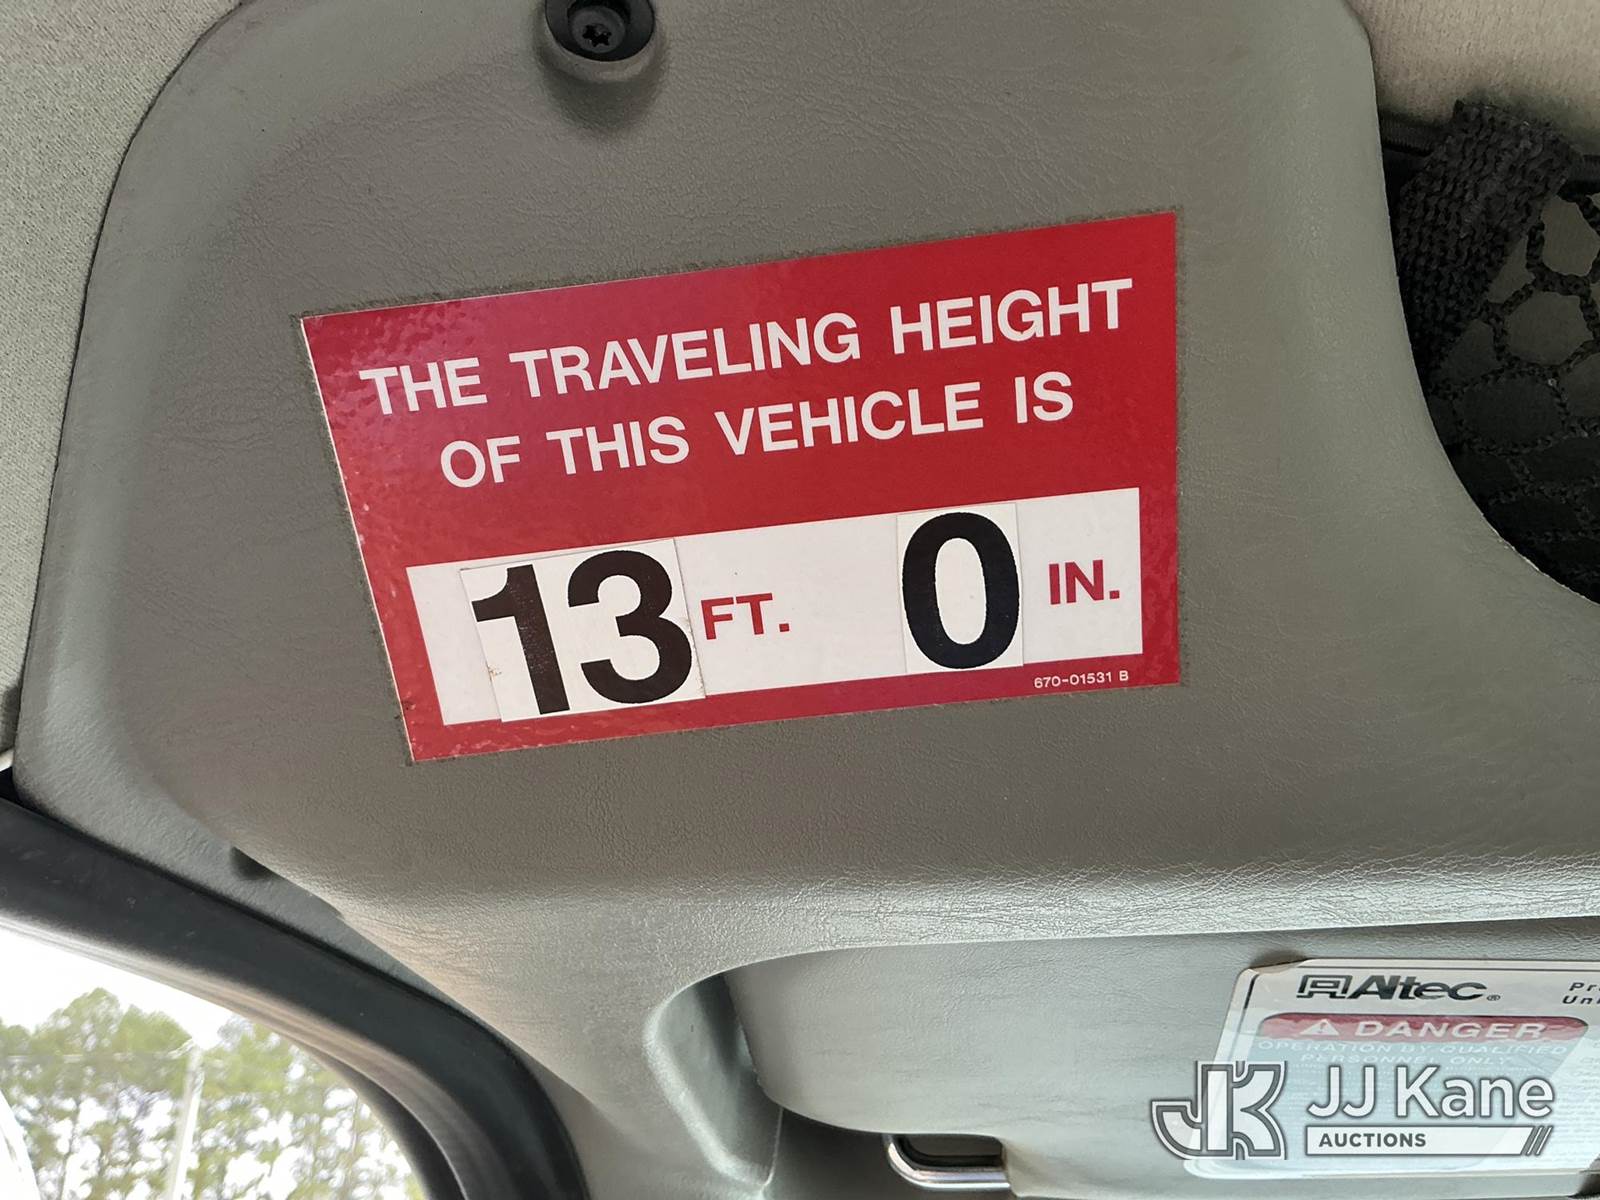 THE TRAVELING HEIGHT
OF THIS VEHICLE IS
13 FT. 0 IN.
670-01531 B
Altec®
DANGER
JJ Kane
AUCTIONS